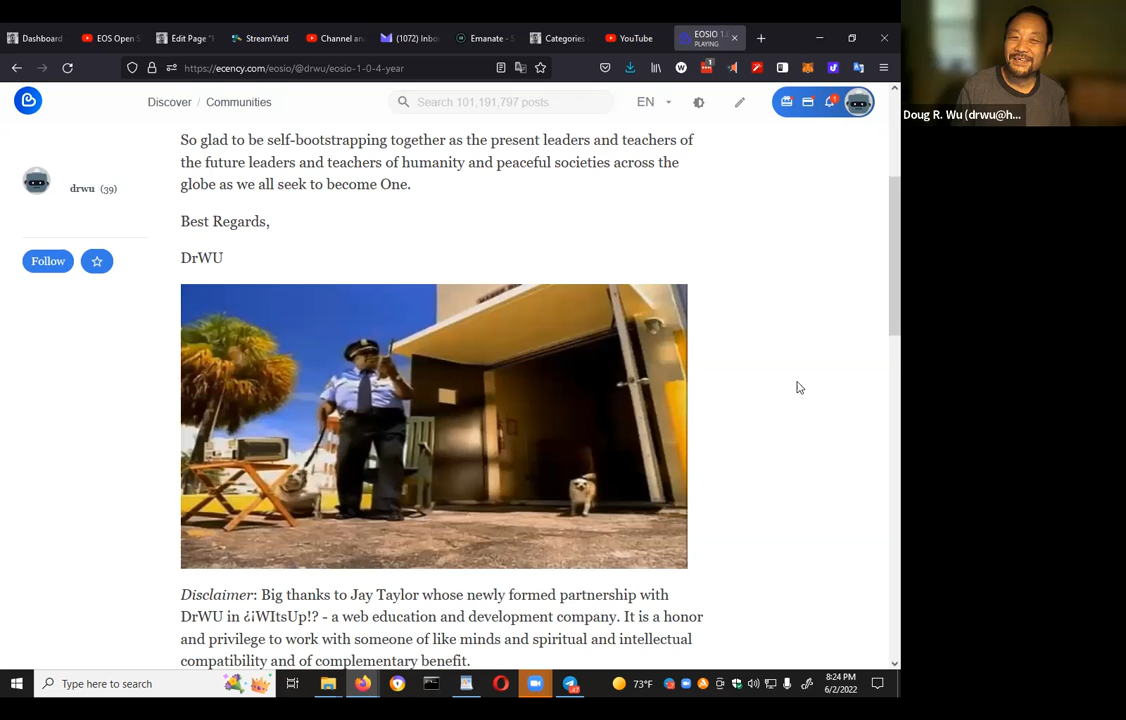 Dashboard
EOS Open S
Edit Page "
StreamYard
Channel an
(1072) Inbo
Emanate - S
Categories
YouTube
EOSIO 1.
PLAYING
https://ecency.com/eosio/@drwu/eosio-1-0-4-year
Discover / Communities
Search 101,191,797 posts
EN
Doug R. Wu (drwu@h...
So glad to be self-bootstrapping together as the present leaders and teachers of
the future leaders and teachers of humanity and peaceful societies across the
globe as we all seek to become One.
drwu (39)
Best Regards,
DrWU
Follow
Disclaimer: Big thanks to Jay Taylor whose newly formed partnership with
DrWU in ¿¡WItsUp!? - a web education and development company. It is a honor
and privilege to work with someone of like minds and spiritual and intellectual
compatibility and of complementary benefit.
Type here to search
73°F
8:24 PM
6/2/2022